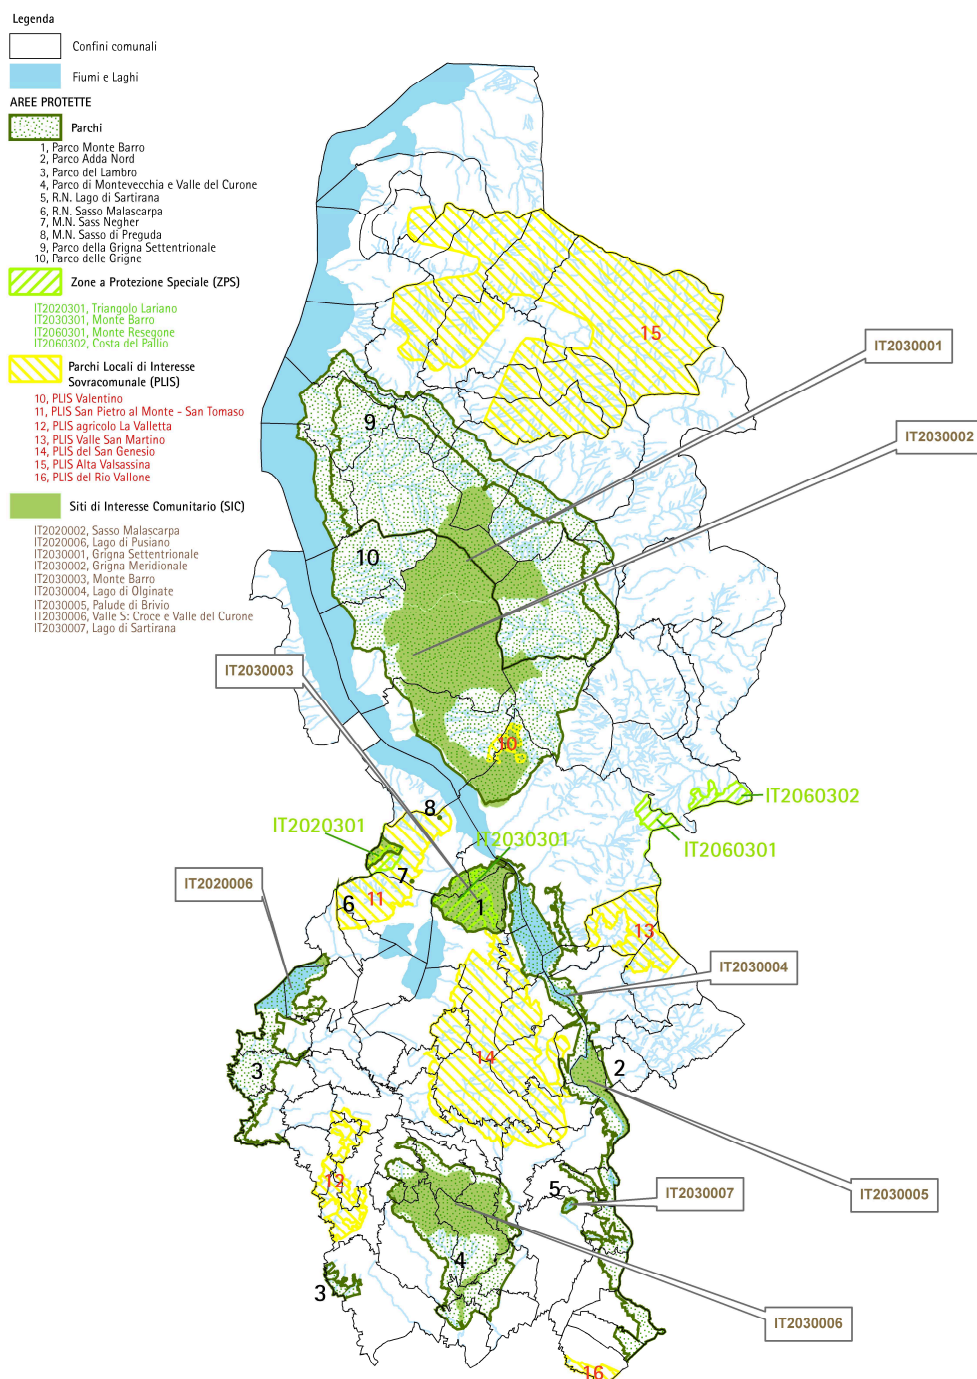 Legenda
Confini comunali
Fiumi e Laghi
AREE PROTETTE
Parchi
1, Parco Monte Barro
2, Parco Adda Nord
3, Parco del Lambro
4, Parco di Montevecchia e Valle del Curone
5, R.N. Lago di Sartirana
6, R.N. Sasso Malascarpa
7, M.N. Sass Negher
8, M.N. Sasso di Preguda
9, Parco della Grigna Settentrionale
10, Parco delle Grigne
Zone a Protezione Speciale (ZPS)
IT2020301, Triangolo Lariano
IT2030301, Monte Barro
IT2060301, Monte Resegone
IT2060302, Costa del Pallio
Parchi Locali di Interesse
Sovracomunale (PLIS)
10, PLIS Valentino
11, PLIS San Pietro al Monte - San Tomaso
12, PLIS agricolo La Valletta
13, PLIS Valle San Martino
14, PLIS del San Genesio
15, PLIS Alta Valsassina
16, PLIS del Rio Vallone
Siti di Interesse Comunitario (SIC)
IT2020002, Sasso Malascarpa
IT2020006, Lago di Pusiano
IT2030001, Grigna Settentrionale
IT2030002, Grigna Meridionale
IT2030003, Monte Barro
IT2030004, Lago di Olginate
IT2030005, Palude di Brivio
IT2030006, Valle S: Croce e Valle del Curone
IT2030007, Lago di Sartirana
15
IT2030001
9
IT2030002
10
IT2030003
10
IT2060302
8
IT2020301
IT2030301
IT2060301
7
IT2020006
6
11
1
13
IT2030004
14
2
3
12
5
IT2030007
IT2030005
4
3
IT2030006
16